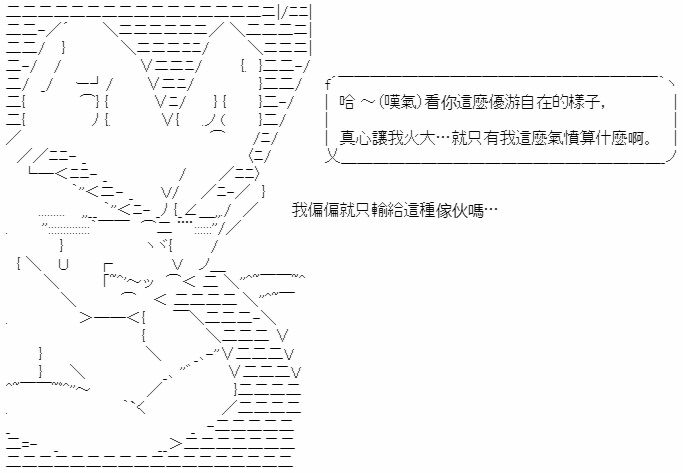 哈 ～（嘆氣）看你這麼優游自在的樣子，
真心讓我火大…就只有我這麼氣憤算什麼啊。
我偏偏就只輸給這種傢伙嗎…